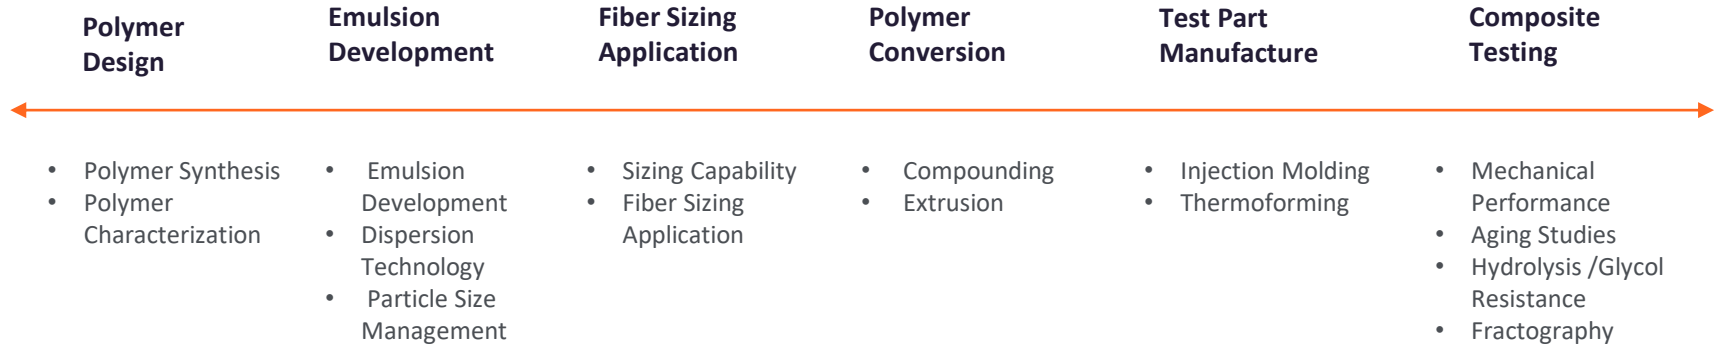 Polymer
Design
Emulsion
Development
Fiber Sizing
Application
Polymer
Conversion
Test Part
Manufacture
Composite
Testing
• Polymer Synthesis
• Polymer
Characterization
• Emulsion
Development
• Dispersion
Technology
• Particle Size
Management
• Sizing Capability
• Fiber Sizing
Application
• Compounding
• Extrusion
• Injection Molding
• Thermoforming
• Mechanical
Performance
• Aging Studies
• Hydrolysis /Glycol
Resistance
• Fractography